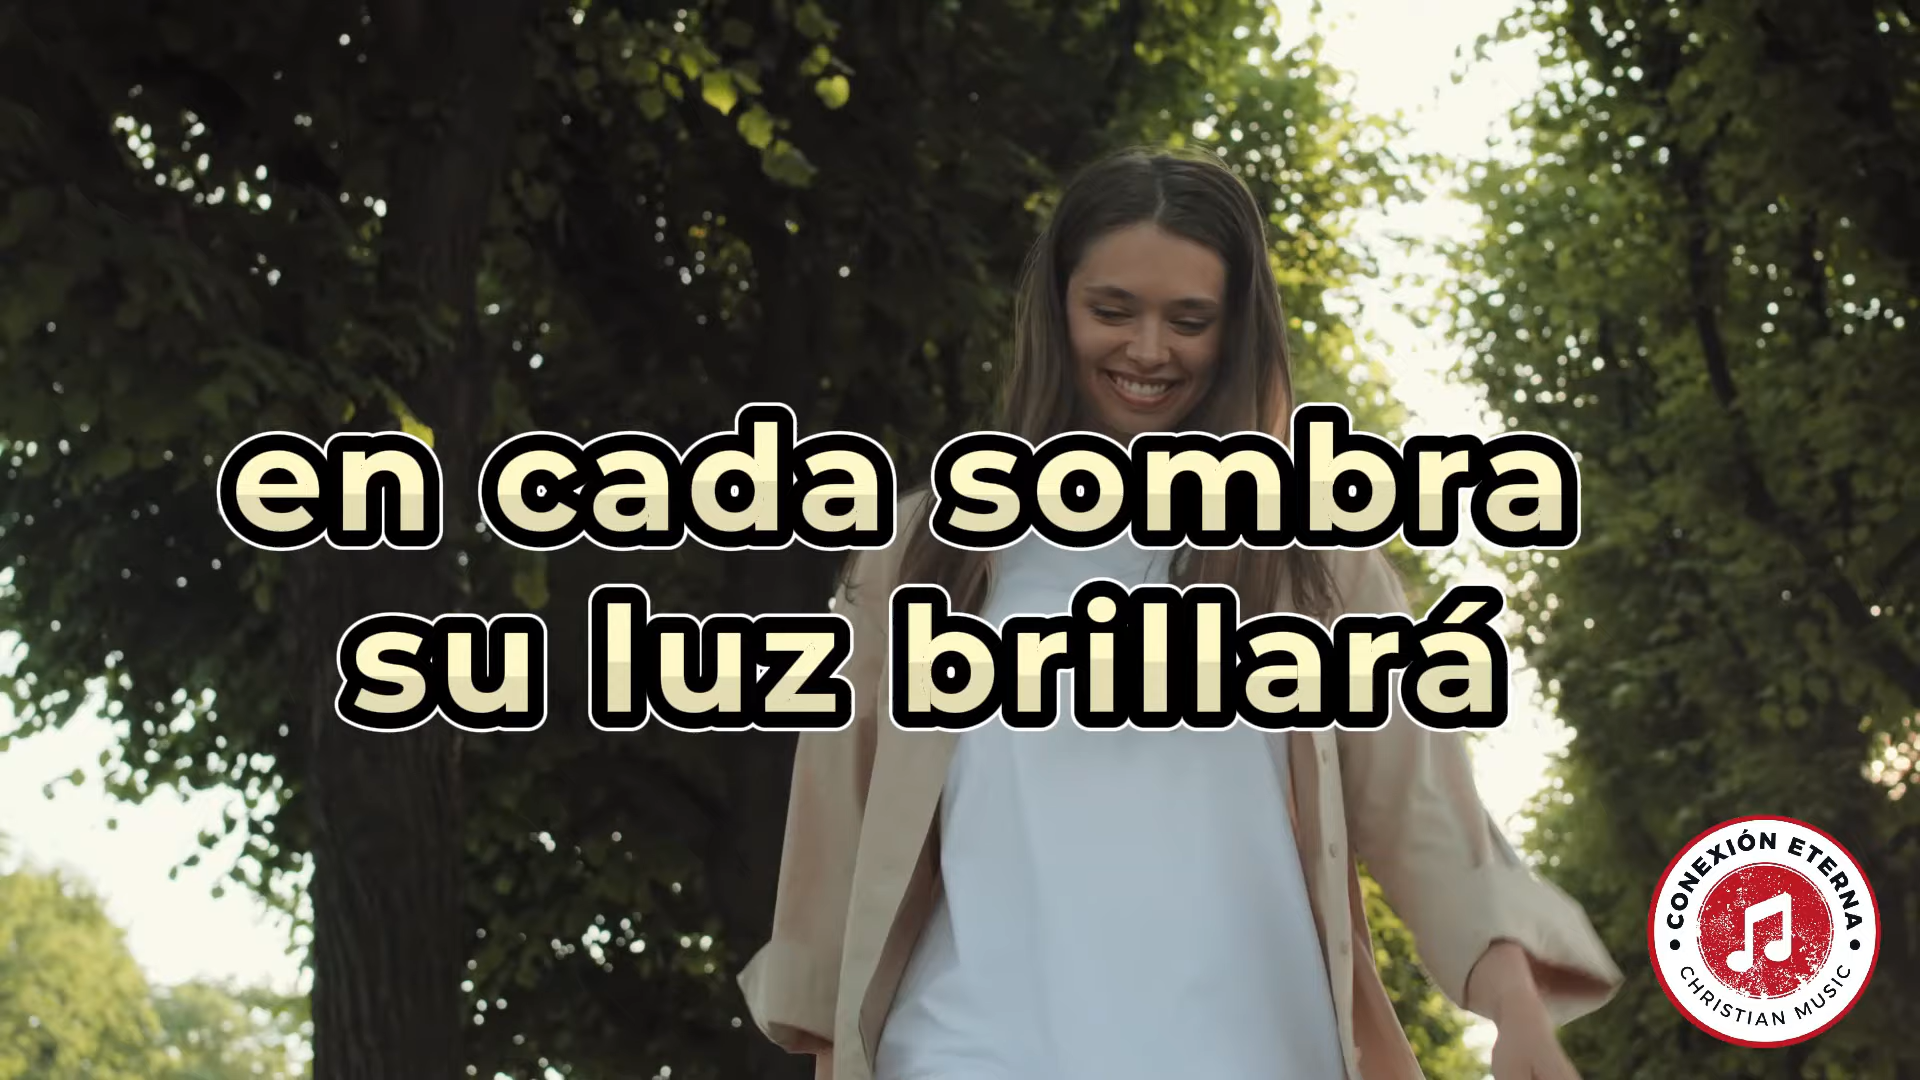 en cada sombra
su luz brillará
CONEXIÓN ETERNA
CHRISTIAN MUSIC